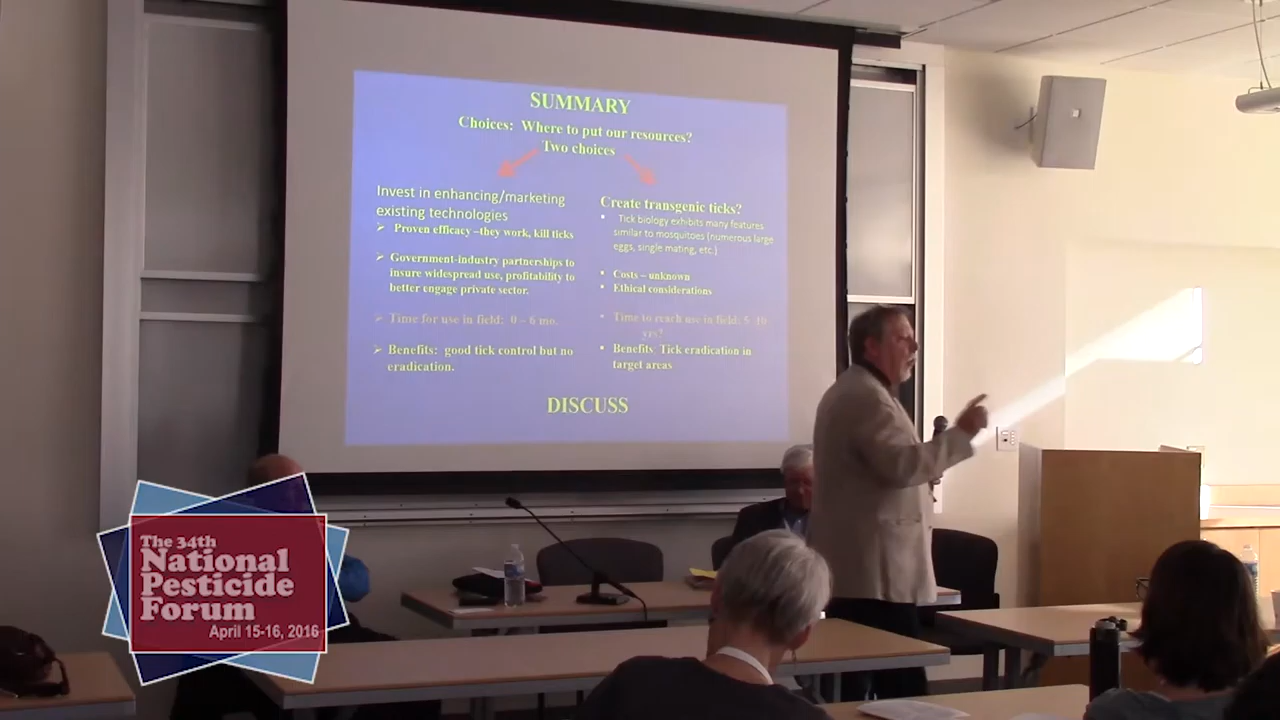 SUMMARY
Choices: Where to put our resources?
Two choices
Invest in enhancing/marketing
existing technologies
➢ Proven efficacy –they work, kill ticks
➢ Government-industry partnerships to
insure widespread use, profitability to
better engage private sector.
➢ Time for use in field: 0 – 6 mo.
➢ Benefits: good tick control but no
eradication.
Create transgenic ticks?
• Tick biology exhibits many features
similar to mosquitoes (numerous large
eggs, single mating, etc.)
• Costs – unknown
• Ethical considerations
• Time to reach use in field: 5-10
yrs?
• Benefits Tick eradication in
target areas
DISCUSS
The 34th
National
Pesticide
Forum
April 15-16, 2016